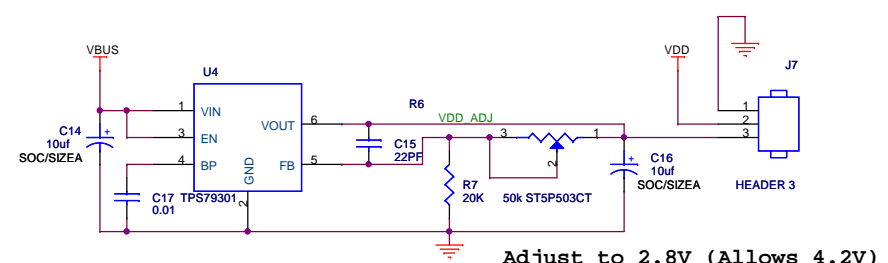 VBUS
VDD
U4
J7
R6
VDD_ADJ
1
VIN
C14
10uf
SOC/SIZEA
+
3
EN
VOUT
6
4
BP
GND
FB
5
2
C15
22PF
3
1
2
1
2
3
C17
0.01
TPS79301
R7
20K
50k ST5P503CT
+
C16
10uf
SOC/SIZEA
HEADER 3
Adjust to 2.8V (Allows 4.2V)